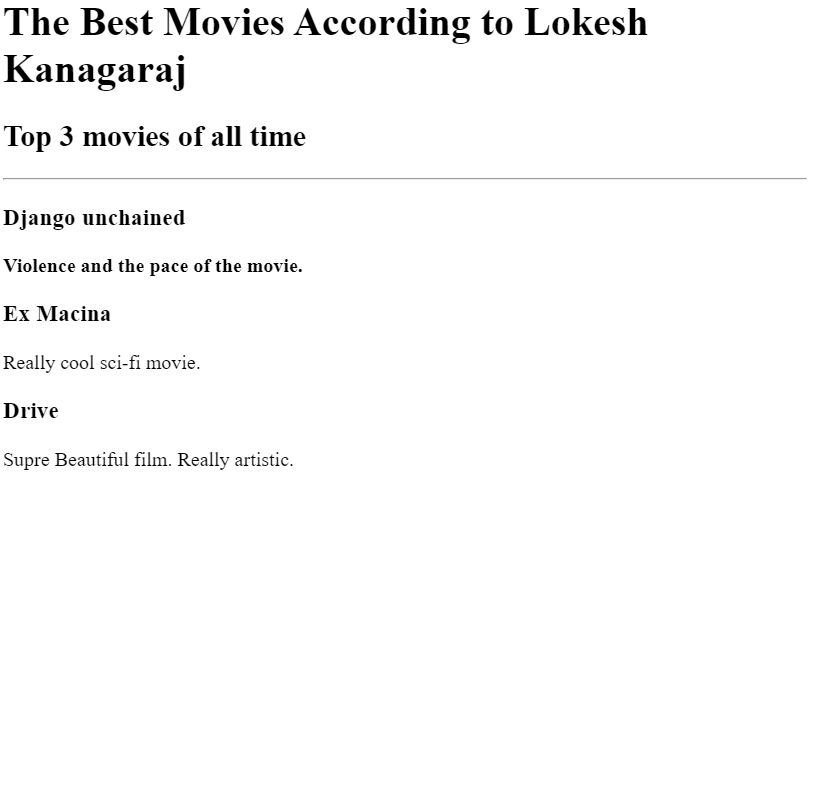 The Best Movies According to Lokesh
Kanagaraj
Top 3 movies of all time
Django unchained
Violence and the pace of the movie.
Ex Macina
Really cool sci-fi movie.
Drive
Supre Beautiful film. Really artistic.